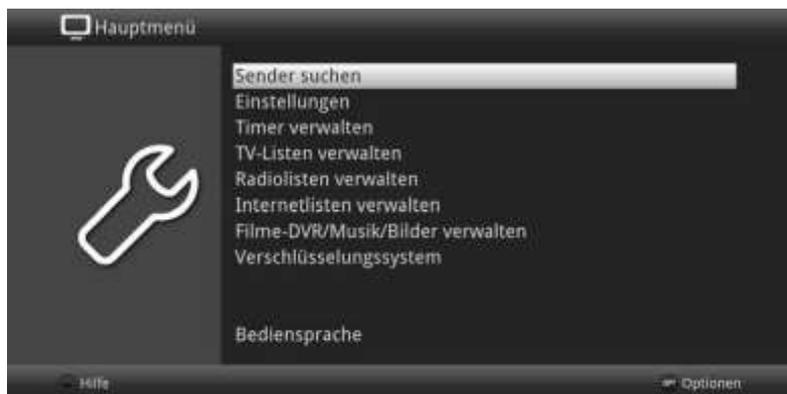 Hauptmenü
Sender suchen
Einstellungen
Timer verwalten
TV-Listen verwalten
Radiolisten verwalten
Internetlisten verwalten
Filme-DVR/Musik/Bilder verwalten
Verschlüsselungssystem
Bediensprache
Hilfe
Optionen